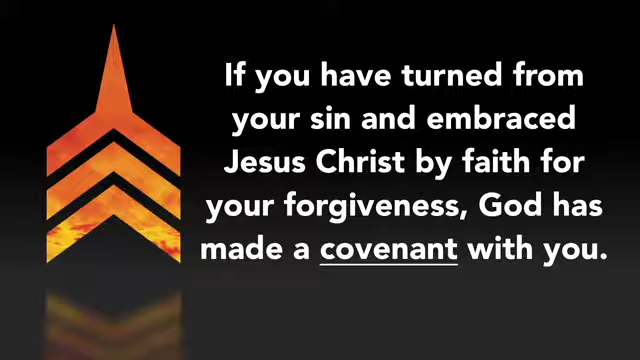 If you have turned from
your sin and embraced
Jesus Christ by faith for
your forgiveness, God has
made a covenant with you.